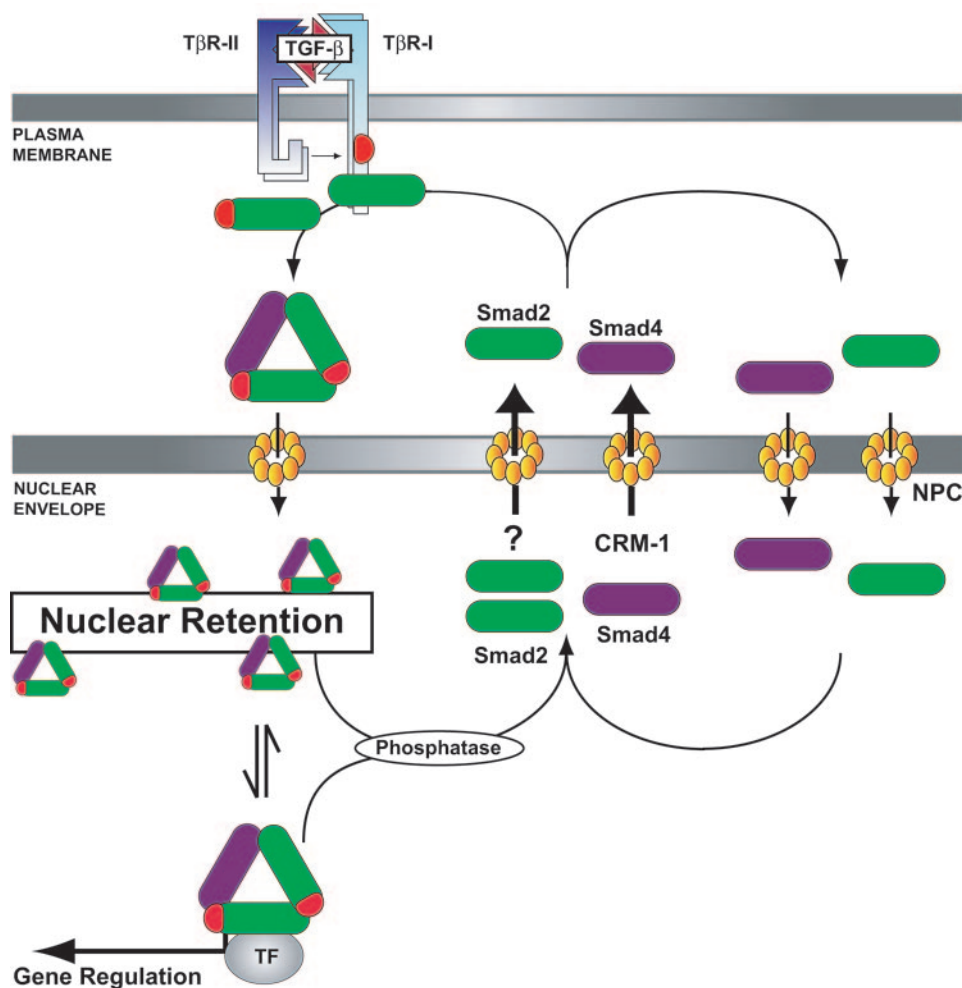 TβR-II
TGF-β
TβR-I
PLASMA
MEMBRANE
Smad2
Smad4
NUCLEAR
ENVELOPE
NPC
?
CRM-1
Nuclear Retention
Smad2
Smad4
Phosphatase
TF
Gene Regulation